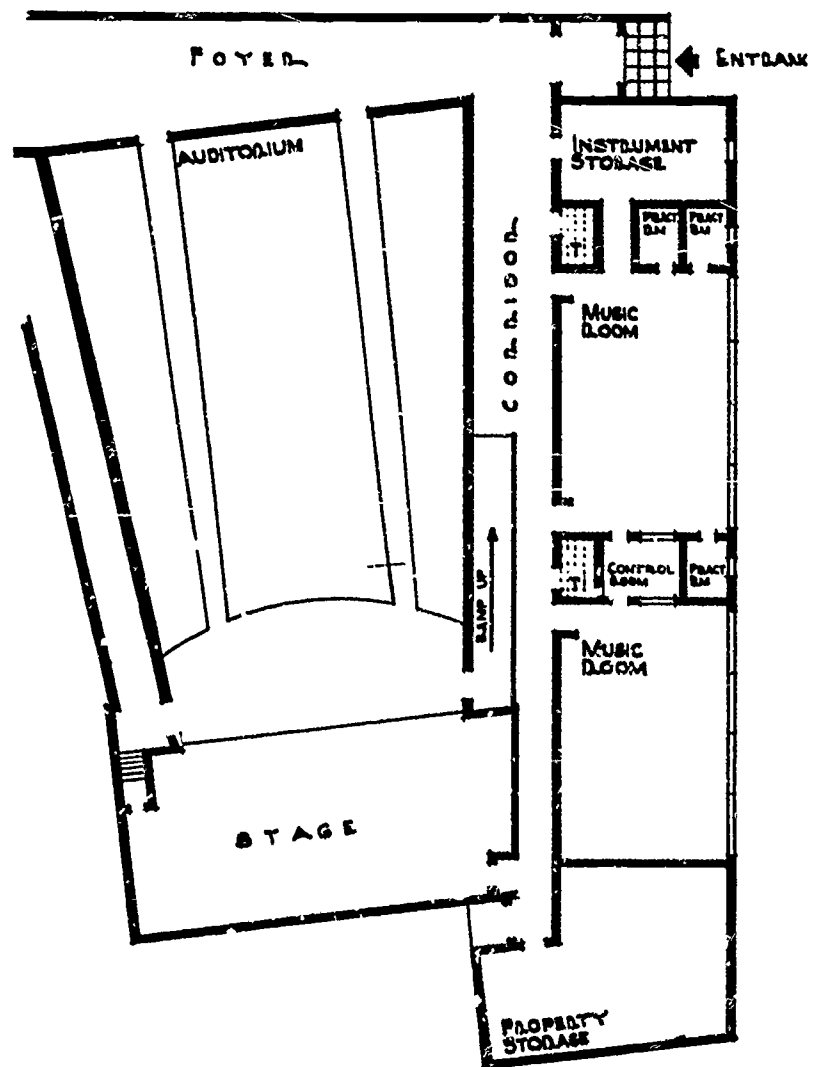 FOYER
ENTRANC
AUDITORIUM
INSTRUMENT
STORAGE
PRACT
RM
PRACT
RM
T
CORRIDOR
MUSIC
ROOM
RAMP UP
T
CONTROL
ROOM
PRACT
RM
MUSIC
ROOM
STAGE
PROPERTY
STORAGE